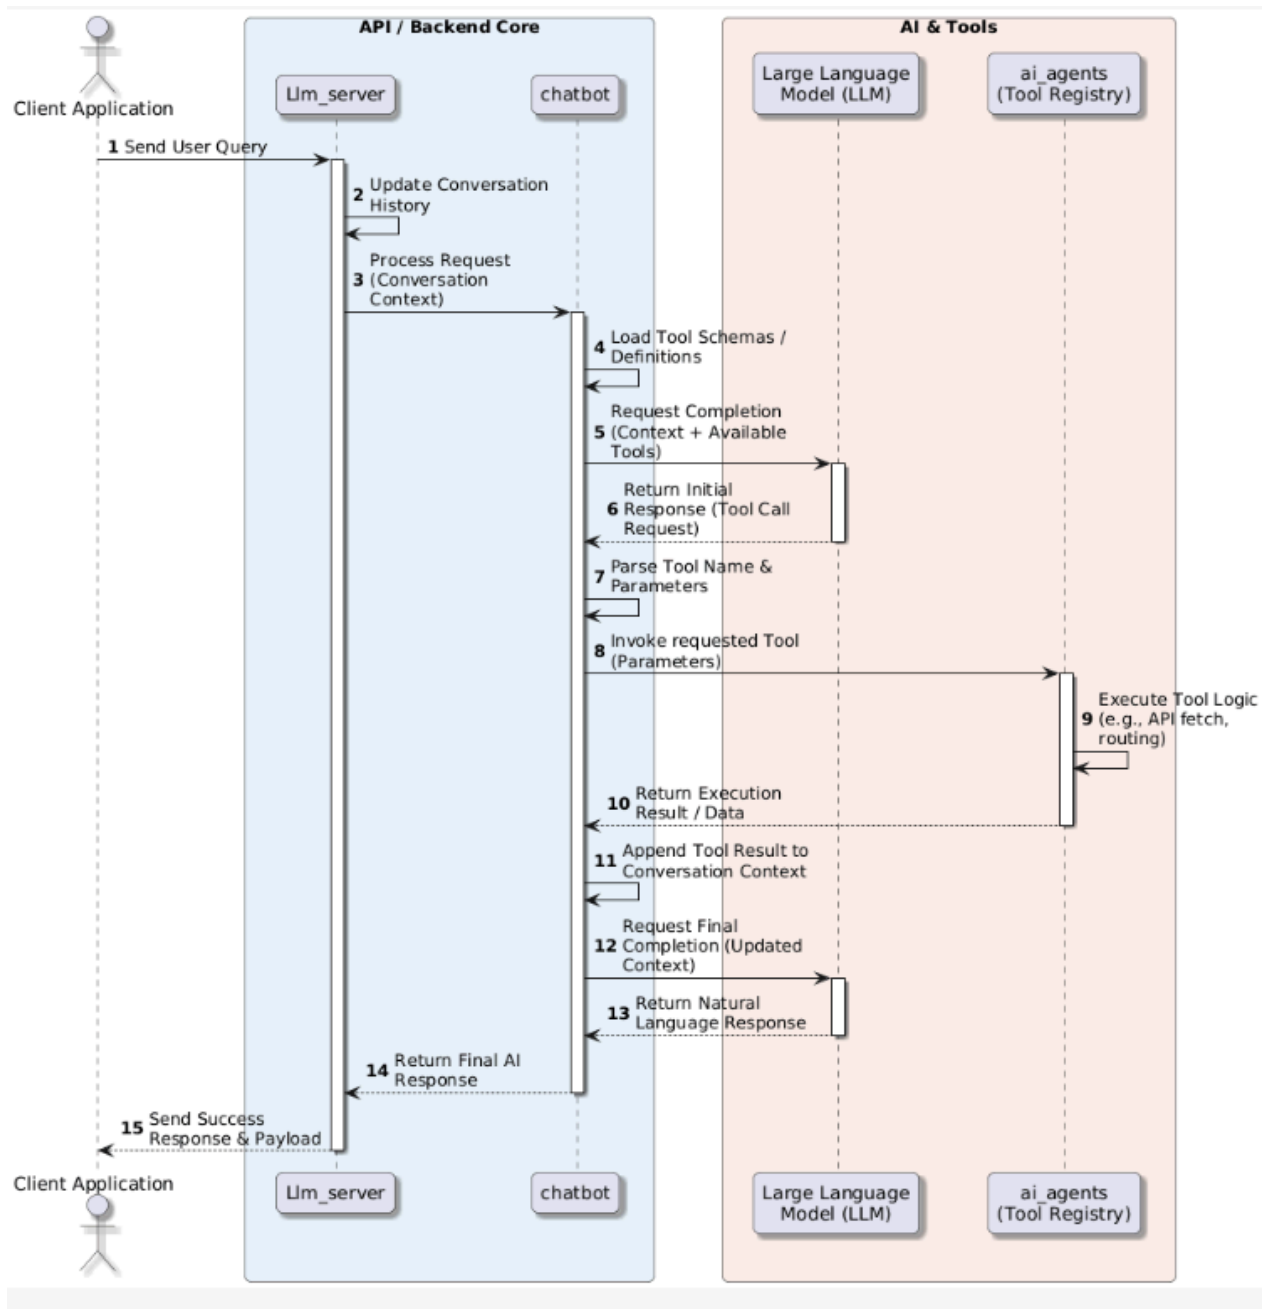 API / Backend Core
AI & Tools
Client Application
Llm_server
chatbot
Large Language
Model (LLM)
ai_agents
(Tool Registry)
1 Send User Query
2 Update Conversation
History
3 Process Request
(Conversation
Context)
4 Load Tool Schemas /
Definitions
5 Request Completion
(Context + Available
Tools)
6 Return Initial
Response (Tool Call
Request)
7 Parse Tool Name &
Parameters
8 Invoke requested Tool
(Parameters)
9 Execute Tool Logic
(e.g., API fetch,
routing)
10 Return Execution
Result / Data
11 Append Tool Result to
Conversation Context
12 Request Final
Completion (Updated
Context)
13 Return Natural
Language Response
14 Return Final AI
Response
15 Send Success
Response & Payload
Client Application
Llm_server
chatbot
Large Language
Model (LLM)
ai_agents
(Tool Registry)